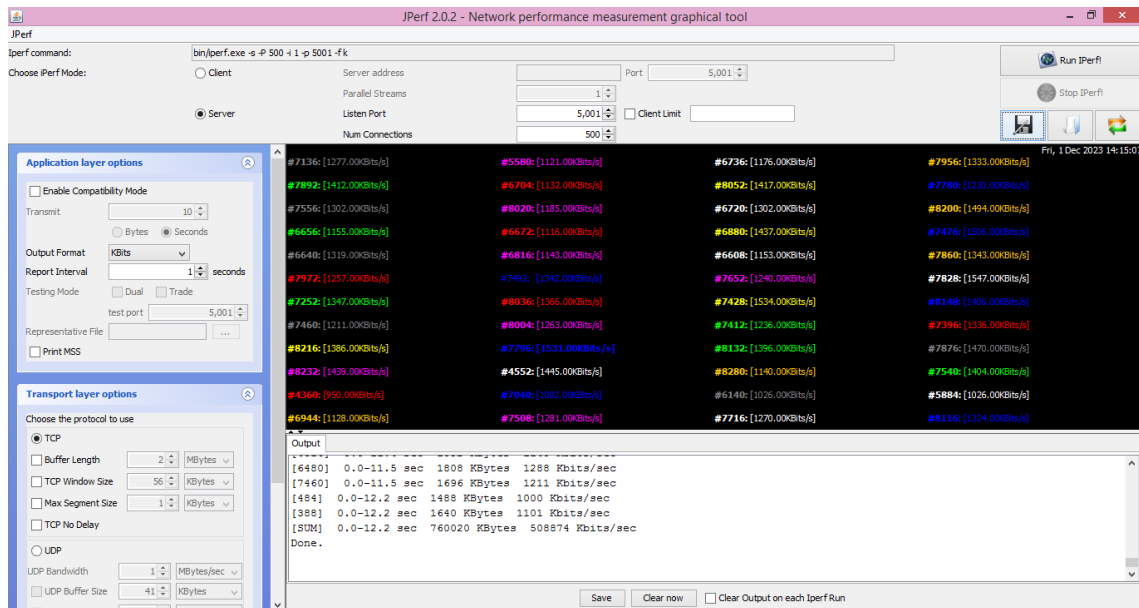 JPerf 2.0.2 - Network performance measurement graphical tool
JPerf
Iperf command: bin/iperf.exe -s -P 500 -i 1 -p 5001 -f k
Choose iPerf Mode: Client Server address Port 5,001
Parallel Streams 1
Server Listen Port 5,001 Client Limit
Num Connections 500
Run IPerf!
Stop IPerf!
Application layer options
Enable Compatibility Mode
Transmit 10
Bytes Seconds
Output Format KBits
Report Interval 1 seconds
Testing Mode Dual Trade
test port 5,001
Representative File ...
Print MSS
Transport layer options
Choose the protocol to use
TCP
Buffer Length 2 MBytes
TCP Window Size 56 KBytes
Max Segment Size 1 KBytes
TCP No Delay
UDP
UDP Bandwidth 1 MBytes/sec
UDP Buffer Size 41 KBytes
Fri, 1 Dec 2023 14:15:07
#7136: [1277.00KBits/s] #5580: [1121.00KBits/s] #6736: [1176.00KBits/s] #7956: [1333.00KBits/s]
#7892: [1412.00KBits/s] #6704: [1132.00KBits/s] #8052: [1417.00KBits/s] #7780:
#7556: [1302.00KBits/s] #8020: [1185.00KBits/s] #6720: [1302.00KBits/s] #8200: [1494.00KBits/s]
#6656: [1155.00KBits/s] #6672: [1116.00KBits/s] #6880: [1437.00KBits/s] #7476:
#6640: [1319.00KBits/s] #6816: [1143.00KBits/s] #6608: [1153.00KBits/s] #7860: [1343.00KBits/s]
#7972: [1257.00KBits/s] [1342.00KBits/s] #7652: [1240.00KBits/s] #7828: [1547.00KBits/s]
#7252: [1347.00KBits/s] #8036: [1366.00KBits/s] #7428: [1534.00KBits/s]
#7460: [1211.00KBits/s] #8004: [1263.00KBits/s] #7412: [1236.00KBits/s] #7396: [1336.00KBits/s]
#8216: [1386.00KBits/s] #7796: [1531.00KBits/s] #8132: [1396.00KBits/s] #7876: [1470.00KBits/s]
#8232: [1439.00KBits/s] #4552: [1445.00KBits/s] #8280: [1140.00KBits/s] #7540: [1404.00KBits/s]
#4360: [950.00KBits/s] #7040: [1082.00KBits/s] #6140: [1026.00KBits/s] #5884: [1026.00KBits/s]
#6944: [1128.00KBits/s] #7508: [1281.00KBits/s] #7716: [1270.00KBits/s]
Output
[6480] 0.0-11.5 sec 1808 KBytes 1288 Kbits/sec
[7460] 0.0-11.5 sec 1696 KBytes 1211 Kbits/sec
[484] 0.0-12.2 sec 1488 KBytes 1000 Kbits/sec
[388] 0.0-12.2 sec 1640 KBytes 1101 Kbits/sec
[SUM] 0.0-12.2 sec 760020 KBytes 508874 Kbits/sec
Done.
Save Clear now Clear Output on each Iperf Run